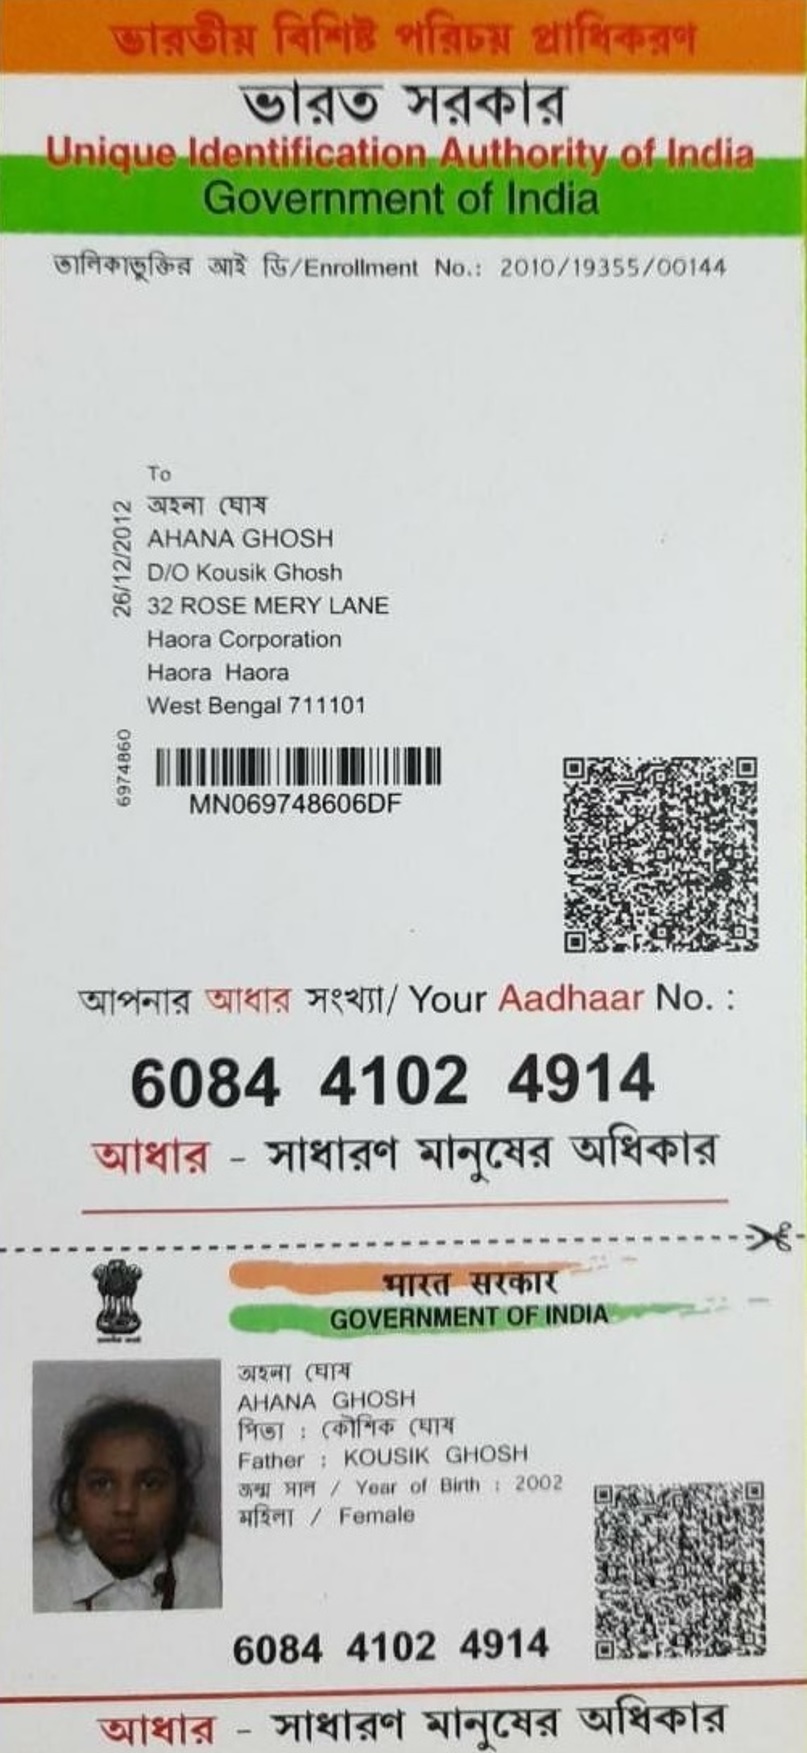 ভারতীয় বিশিষ্ট পরিচয় প্রাধিকরণ
ভারত সরকার
Unique Identification Authority of India
Government of India
তালিকাভুক্তির আই ডি/Enrollment No.: 2010/19355/00144
To
অহনা ঘোষ
AHANA GHOSH
D/O Kousik Ghosh
32 ROSE MERY LANE
Haora Corporation
Haora Haora
West Bengal 711101
26/12/2012
6974860
MN069748606DF
আপনার আধার সংখ্যা/ Your Aadhaar No. :
6084 4102 4914
আধার - সাধারণ মানুষের অধিকার
भारत सरकार
GOVERNMENT OF INDIA
অহনা ঘোষ
AHANA GHOSH
পিতা : কৌশিক ঘোষ
Father : KOUSIK GHOSH
জন্ম সাল / Year of Birth : 2002
মহিলা / Female
6084 4102 4914
আধার - সাধারণ মানুষের অধিকার